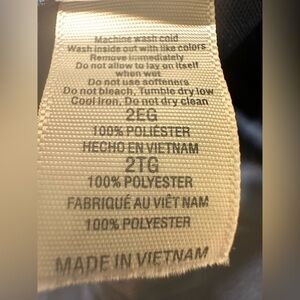 Machine wash cold
Wash inside out with like colors
Remove immediately
Do not allow to lay on itself
when wet
Do not use softeners
Do not bleach, Tumble dry low
Cool iron, Do not dry clean
2EG
100% POLIÉSTER
HECHO EN VIETNAM
2TG
100% POLYESTER
FABRIQUÉ AU VIÊT NAM
100% POLYESTER
MADE IN VIETNAM